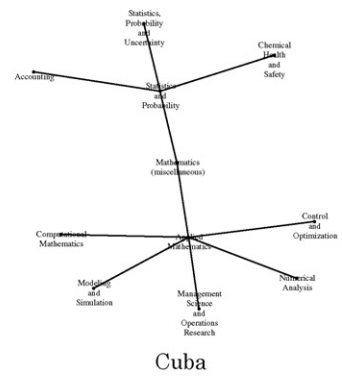 Statistics,
Probability
and
Uncertainty
Chemical
Health
and
Safety
Accounting
Statistics
and
Probability
Mathematics
(miscellaneous)
Control
and
Optimization
Computational
Mathematics
Applied
Mathematics
Numerical
Analysis
Modeling
and
Simulation
Management
Science
and
Operations
Research
Cuba